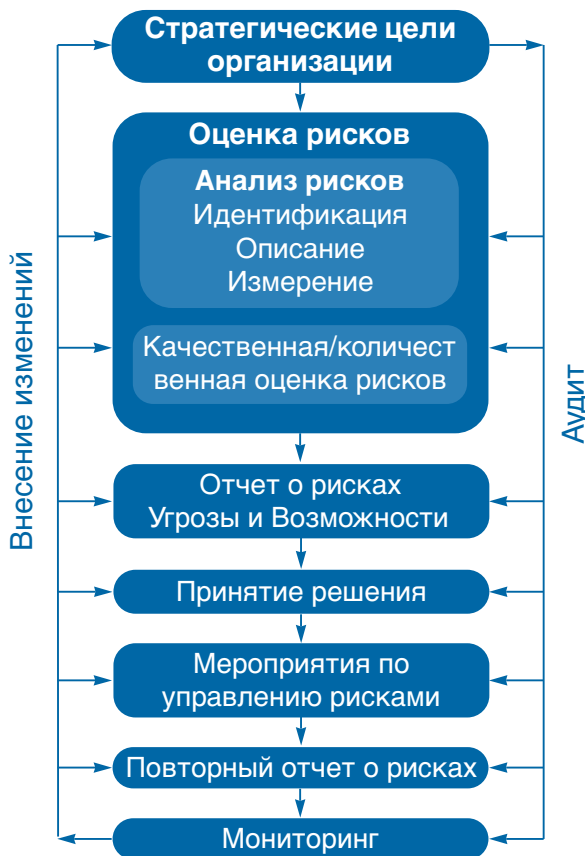 Стратегические цели
организации
Оценка рисков
Анализ рисков
Идентификация
Описание
Измерение
Качественная/количест
венная оценка рисков
Отчет о рисках
Угрозы и Возможности
Принятие решения
Мероприятия по
управлению рисками
Повторный отчет о рисках
Мониторинг
Внесение изменений
Аудит